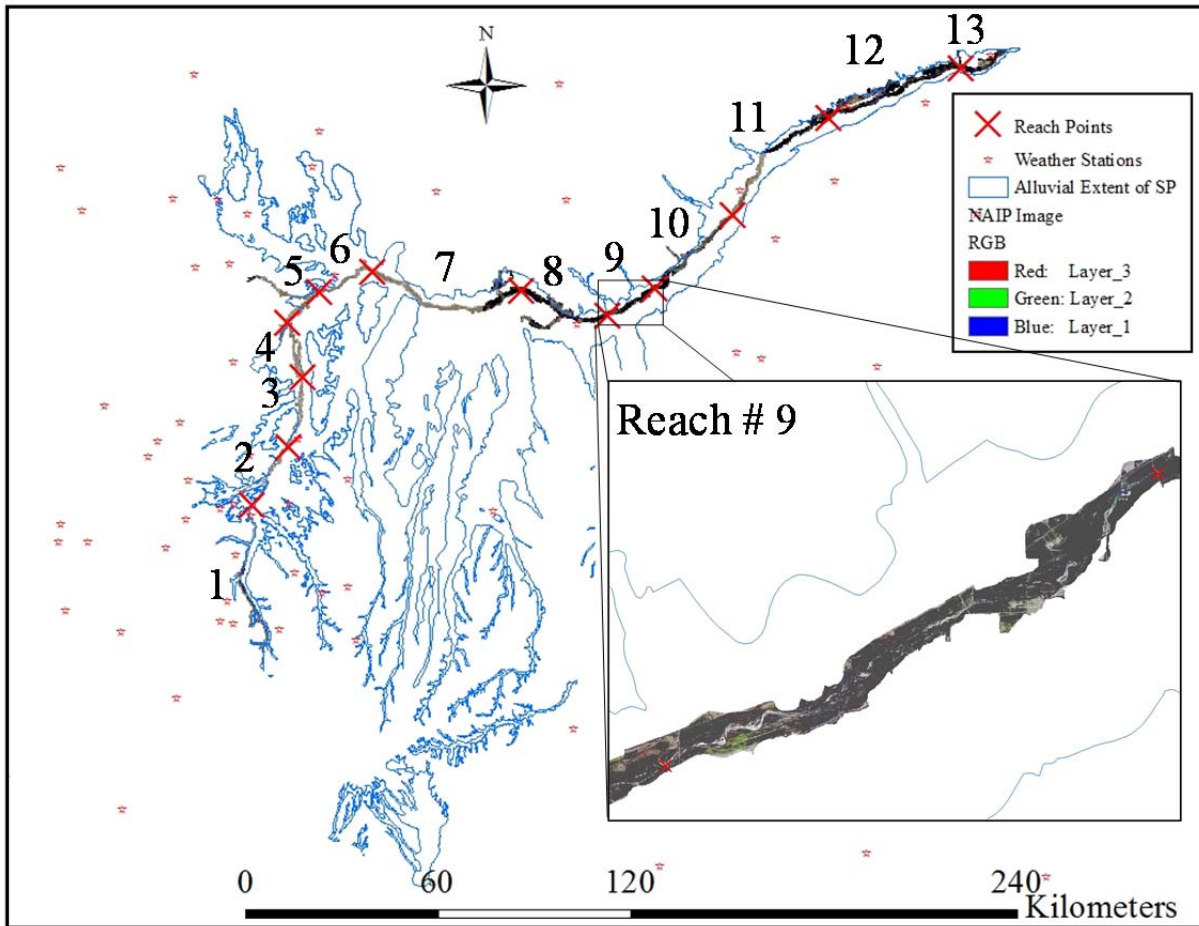 N
13
12
11
10
9
8
7
6
5
4
3
2
1
Reach Points
Weather Stations
Alluvial Extent of SP
NAIP Image
RGB
Red: Layer_3
Green: Layer_2
Blue: Layer_1
Reach # 9
0 60 120 240
Kilometers